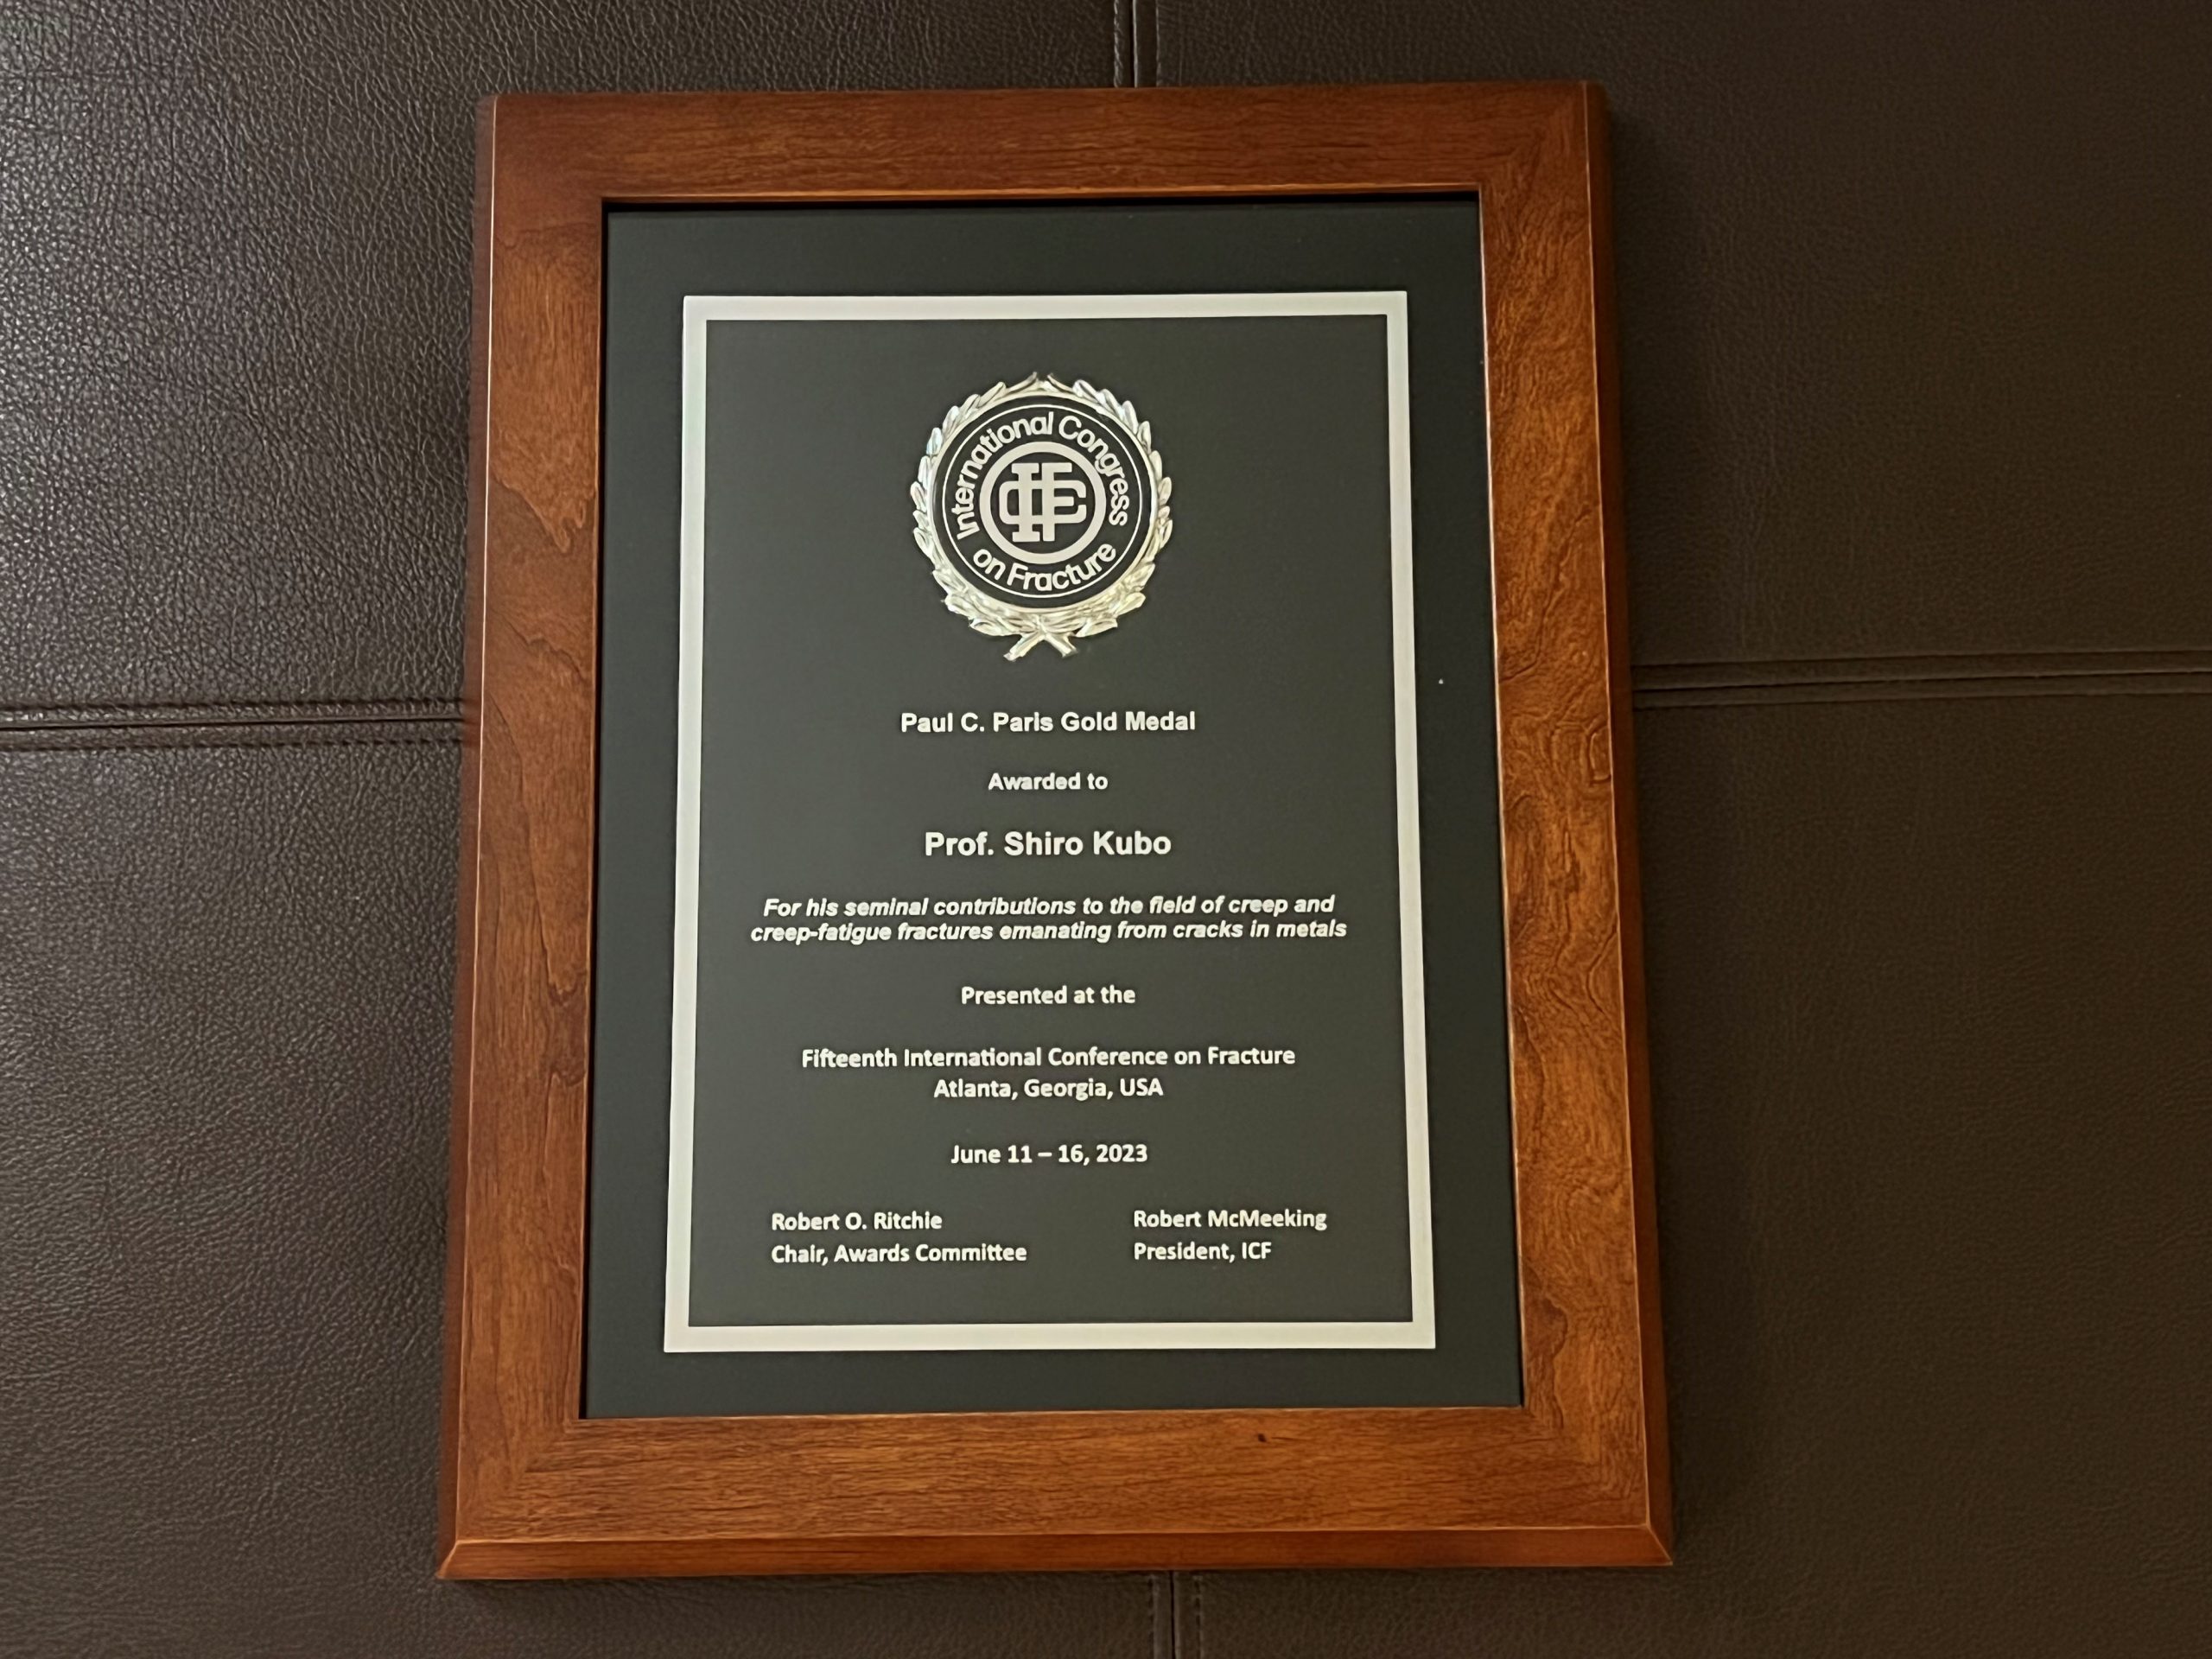 International Congress
on Fracture
ICF
Paul C. Paris Gold Medal
Awarded to
Prof. Shiro Kubo
For his seminal contributions to the field of creep and
creep-fatigue fractures emanating from cracks in metals
Presented at the
Fifteenth International Conference on Fracture
Atlanta, Georgia, USA
June 11 – 16, 2023
Robert O. Ritchie
Chair, Awards Committee
Robert McMeeking
President, ICF